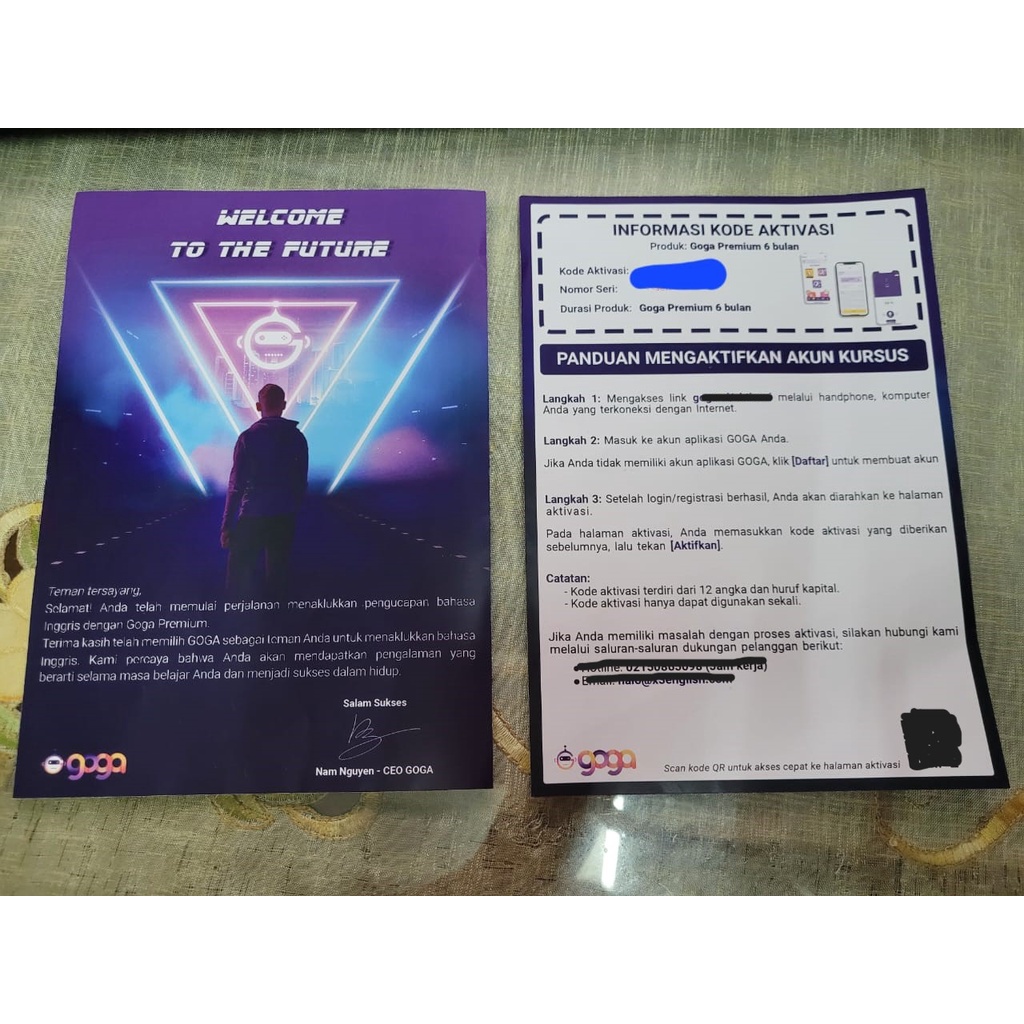 WELCOME
TO THE FUTURE
Teman tersayang,
Selamat! Anda telah memulai perjalanan menaklukkan pengucapan bahasa
Inggris dengan Goga Premium.
Terima kasih telah memilih GOGA sebagai teman Anda untuk menaklukkan bahasa
Inggris. Kami percaya bahwa Anda akan mendapatkan pengalaman yang
berarti selama masa belajar Anda dan menjadi sukses dalam hidup.
Salam Sukses
Nam Nguyen - CEO GOGA
goga
INFORMASI KODE AKTIVASI
Produk: Goga Premium 6 bulan
Kode Aktivasi:
Nomor Seri:
Durasi Produk: Goga Premium 6 bulan
PANDUAN MENGAKTIFKAN AKUN KURSUS
Langkah 1: Mengakses link melalui handphone, komputer
Anda yang terkoneksi dengan Internet.
Langkah 2: Masuk ke akun aplikasi GOGA Anda.
Jika Anda tidak memiliki akun aplikasi GOGA, klik [Daftar] untuk membuat akun
Langkah 3: Setelah login/registrasi berhasil, Anda akan diarahkan ke halaman
aktivasi.
Pada halaman aktivasi, Anda memasukkan kode aktivasi yang diberikan
sebelumnya, lalu tekan [Aktifkan].
Catatan:
- Kode aktivasi terdiri dari 12 angka dan huruf kapital.
- Kode aktivasi hanya dapat digunakan sekali.
Jika Anda memiliki masalah dengan proses aktivasi, silakan hubungi kami
melalui saluran-saluran dukungan pelanggan berikut:
goga
Scan kode QR untuk akses cepat ke halaman aktivasi